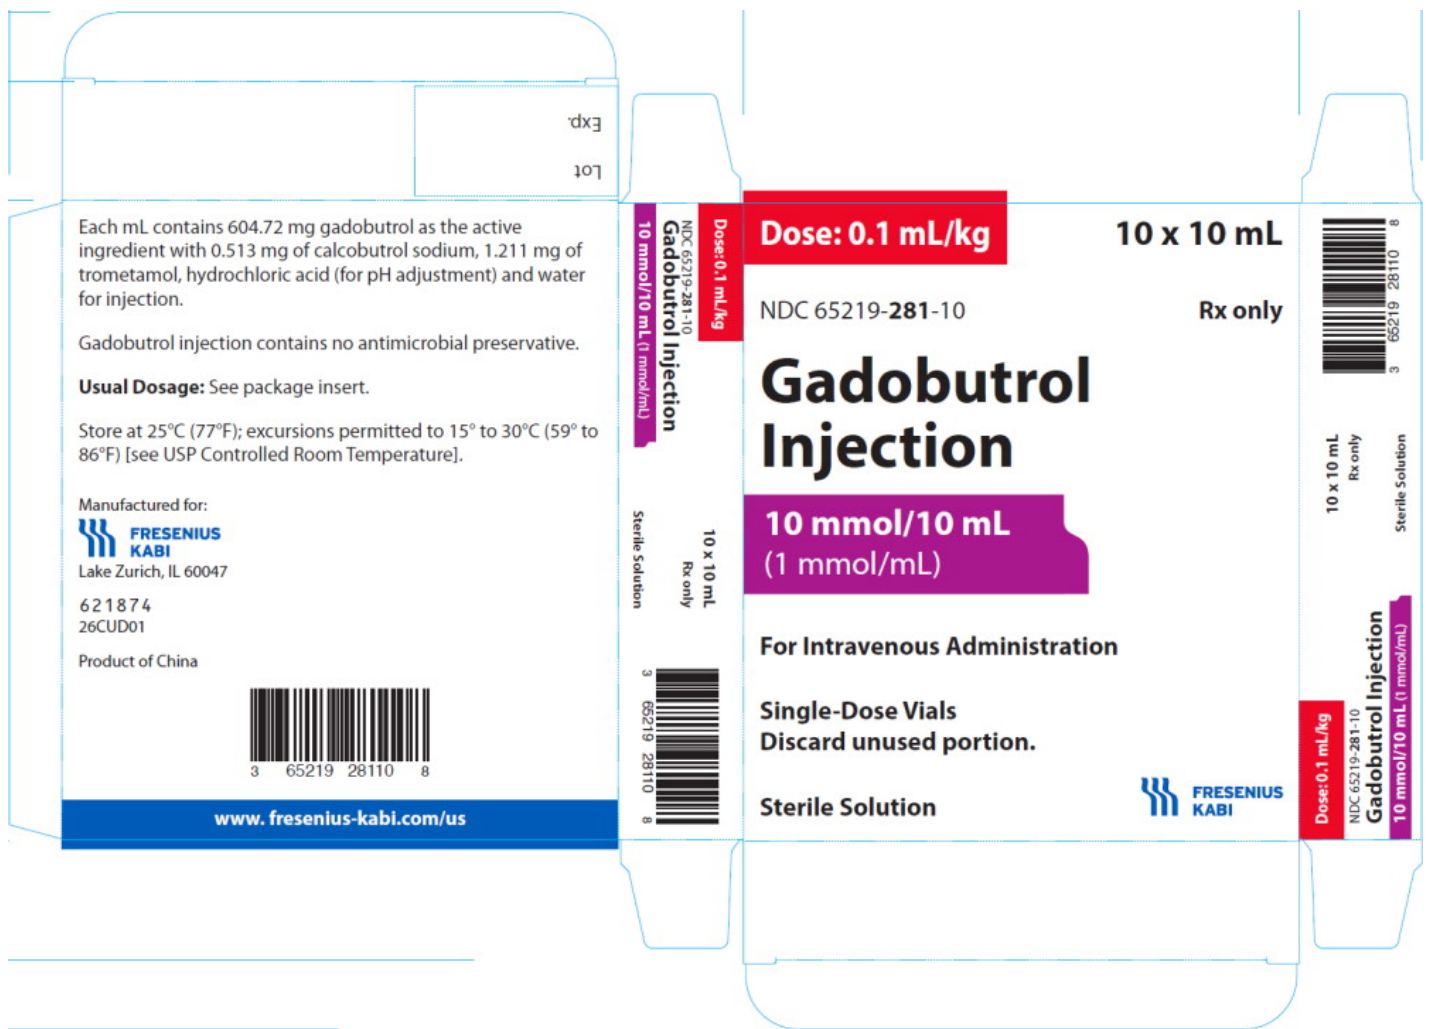 Exp.
Lot
Each mL contains 604.72 mg gadobutrol as the active
ingredient with 0.513 mg of calcobutrol sodium, 1.211 mg of
trometamol, hydrochloric acid (for pH adjustment) and water
for injection.
Gadobutrol injection contains no antimicrobial preservative.
Usual Dosage: See package insert.
Store at 25°C (77°F); excursions permitted to 15° to 30°C (59° to
86°F) [see USP Controlled Room Temperature].
Manufactured for:
FRESENIUS
KABI
Lake Zurich, IL 60047
621874
26CUD01
Product of China
3 65219 28110 8
www. fresenius-kabi.com/us
Dose: 0.1 mL/kg
NDC 65219-281-10
Gadobutrol Injection
10 mmol/10 mL (1 mmol/mL)
10 x 10 mL
Rx only
Sterile Solution
3 65219 28110 8
Dose: 0.1 mL/kg
10 x 10 mL
NDC 65219-281-10
Rx only
Gadobutrol
Injection
10 mmol/10 mL
(1 mmol/mL)
For Intravenous Administration
Single-Dose Vials
Discard unused portion.
Sterile Solution
FRESENIUS
KABI
3 65219 28110 8
10 x 10 mL
Rx only
Sterile Solution
Dose: 0.1 mL/kg
NDC 65219-281-10
Gadobutrol Injection
10 mmol/10 mL (1 mmol/mL)